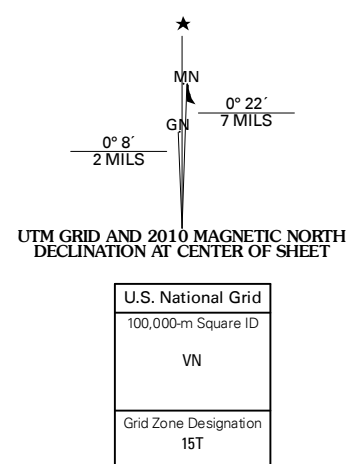 MN
0° 22´
7 MILS
GN
0° 8´
2 MILS
UTM GRID AND 2010 MAGNETIC NORTH
DECLINATION AT CENTER OF SHEET
U.S. National Grid
100,000-m Square ID
VN
Grid Zone Designation
15T